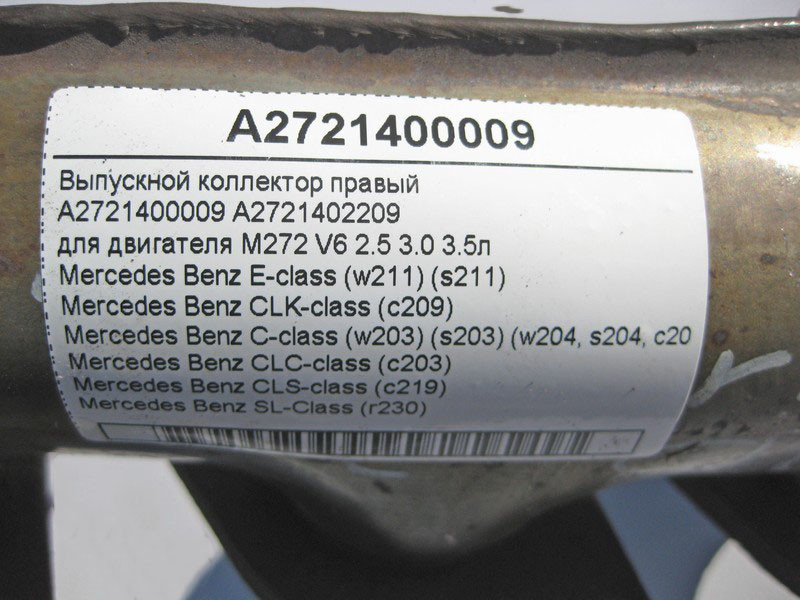 A2721400009
Выпускной коллектор правый
A2721400009 A2721402209
для двигателя M272 V6 2.5 3.0 3.5л
Mercedes Benz E-class (w211) (s211)
Mercedes Benz CLK-class (c209)
Mercedes Benz C-class (w203) (s203) (w204, s204, c20
Mercedes Benz CLC-class (c203)
Mercedes Benz CLS-class (c219)
Mercedes Benz SL-Class (r230)